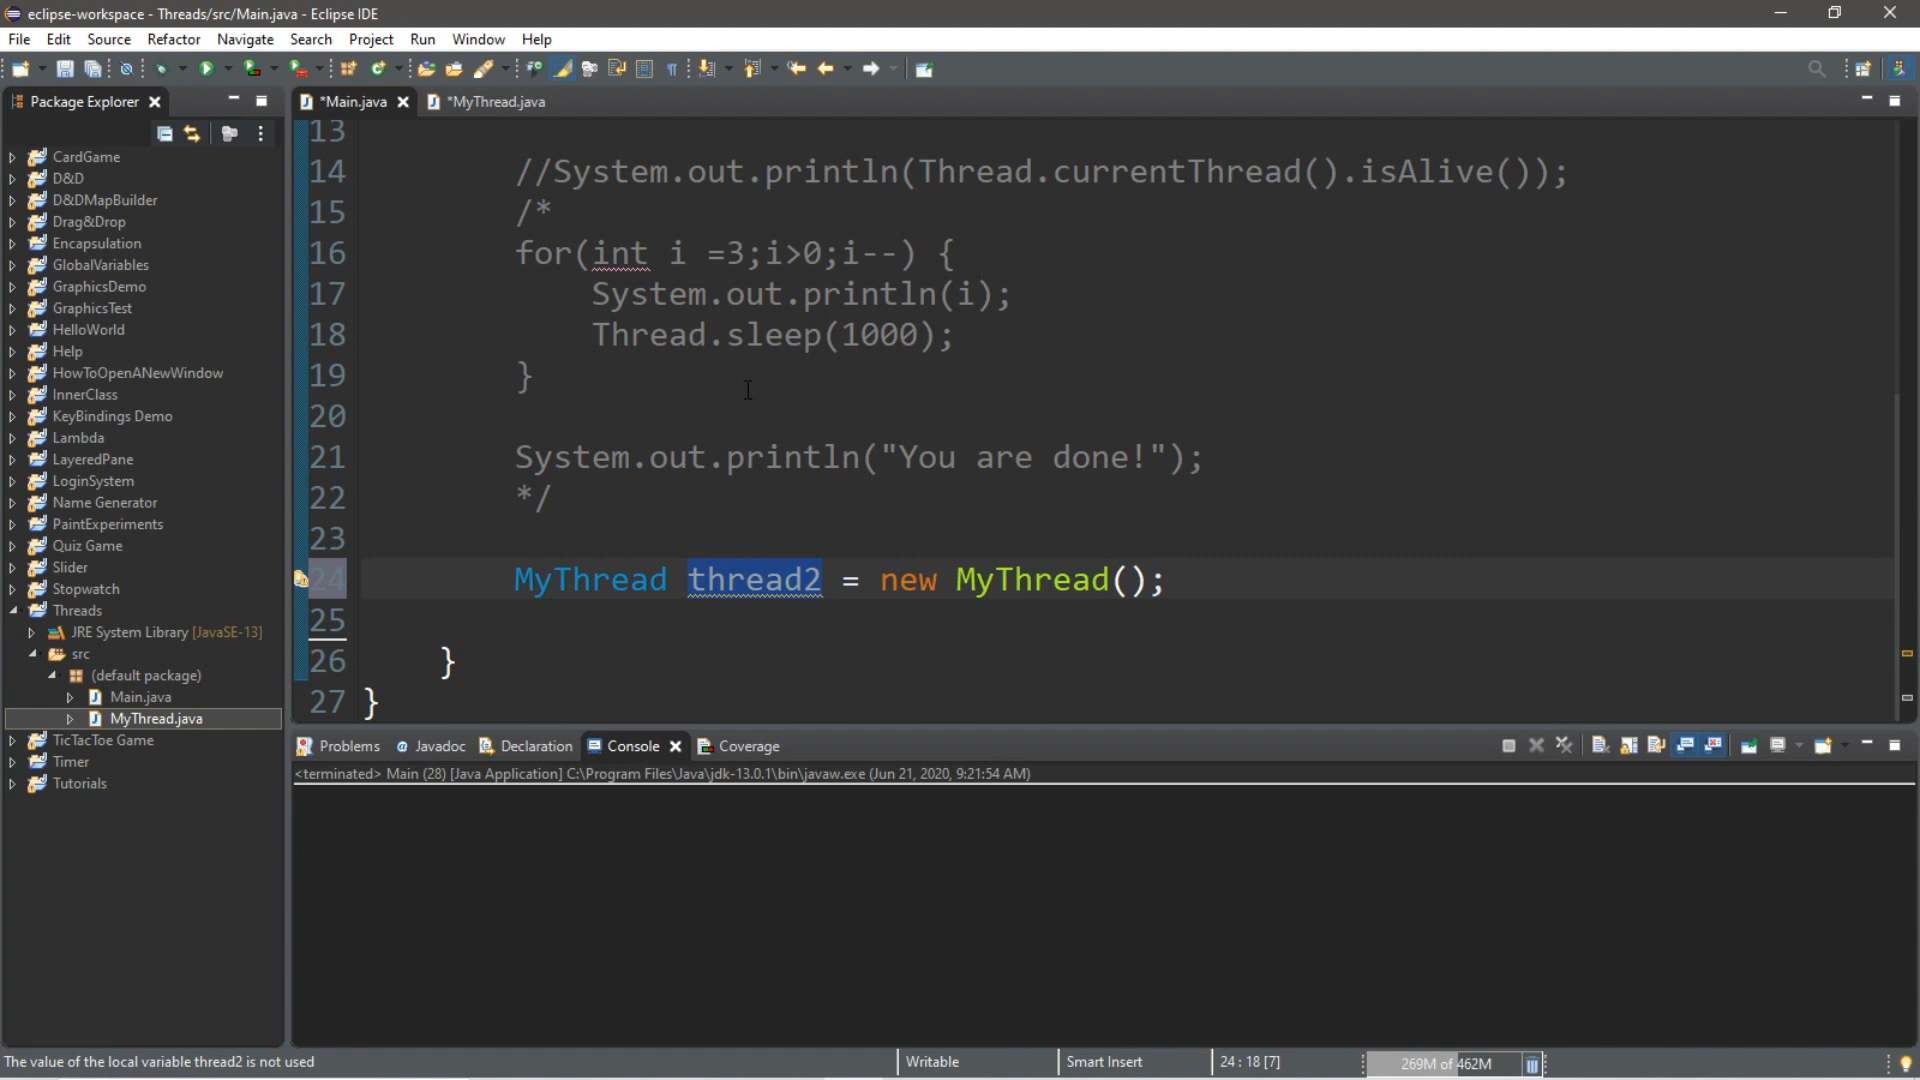 eclipse-workspace - Threads/src/Main.java - Eclipse IDE
File Edit Source Refactor Navigate Search Project Run Window Help
Package Explorer
*Main.java
*MyThread.java
CardGame
D&D
D&DMapBuilder
Drag&Drop
Encapsulation
GlobalVariables
GraphicsDemo
GraphicsTest
HelloWorld
Help
HowToOpenANewWindow
InnerClass
KeyBindings Demo
Lambda
LayeredPane
LoginSystem
Name Generator
PaintExperiments
Quiz Game
Slider
Stopwatch
Threads
JRE System Library [JavaSE-13]
src
(default package)
Main.java
MyThread.java
TicTacToe Game
Timer
Tutorials
13
14 //System.out.println(Thread.currentThread().isAlive());
15 /*
16 for(int i =3;i>0;i--) {
17 System.out.println(i);
18 Thread.sleep(1000);
19 }
20
21 System.out.println("You are done!");
22 */
23
24 MyThread thread2 = new MyThread();
25
26 }
27 }
Problems Javadoc Declaration Console Coverage
<terminated> Main (28) [Java Application] C:\Program Files\Java\jdk-13.0.1\bin\javaw.exe (Jun 21, 2020, 9:21:54 AM)
The value of the local variable thread2 is not used
Writable
Smart Insert
24 : 18 [7]
269M of 462M